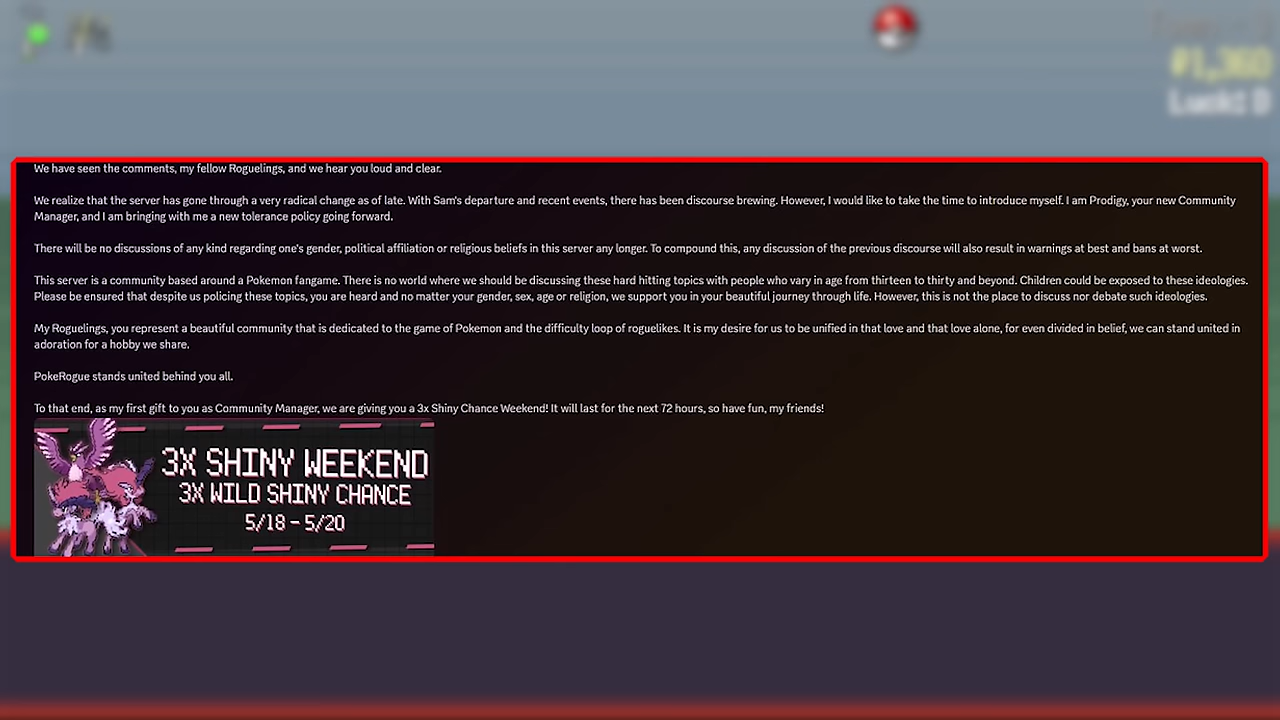 ₽1,360
Luck: D
We have seen the comments, my fellow Roguelings, and we hear you loud and clear.
We realize that the server has gone through a very radical change as of late. With Sam's departure and recent events, there has been discourse brewing. However, I would like to take the time to introduce myself. I am Prodigy, your new Community
Manager, and I am bringing with me a new tolerance policy going forward.
There will be no discussions of any kind regarding one's gender, political affiliation or religious beliefs in this server any longer. To compound this, any discussion of the previous discourse will also result in warnings at best and bans at worst.
This server is a community based around a Pokemon fangame. There is no world where we should be discussing these hard hitting topics with people who vary in age from thirteen to thirty and beyond. Children could be exposed to these ideologies.
Please be ensured that despite us policing these topics, you are heard and no matter your gender, sex, age or religion, we support you in your beautiful journey through life. However, this is not the place to discuss nor debate such ideologies.
My Roguelings, you represent a beautiful community that is dedicated to the game of Pokemon and the difficulty loop of roguelikes. It is my desire for us to be unified in that love and that love alone, for even divided in belief, we can stand united in
adoration for a hobby we share.
PokeRogue stands united behind you all.
To that end, as my first gift to you as Community Manager, we are giving you a 3x Shiny Chance Weekend! It will last for the next 72 hours, so have fun, my friends!
3X SHINY WEEKEND
3X WILD SHINY CHANCE
5/18 - 5/20